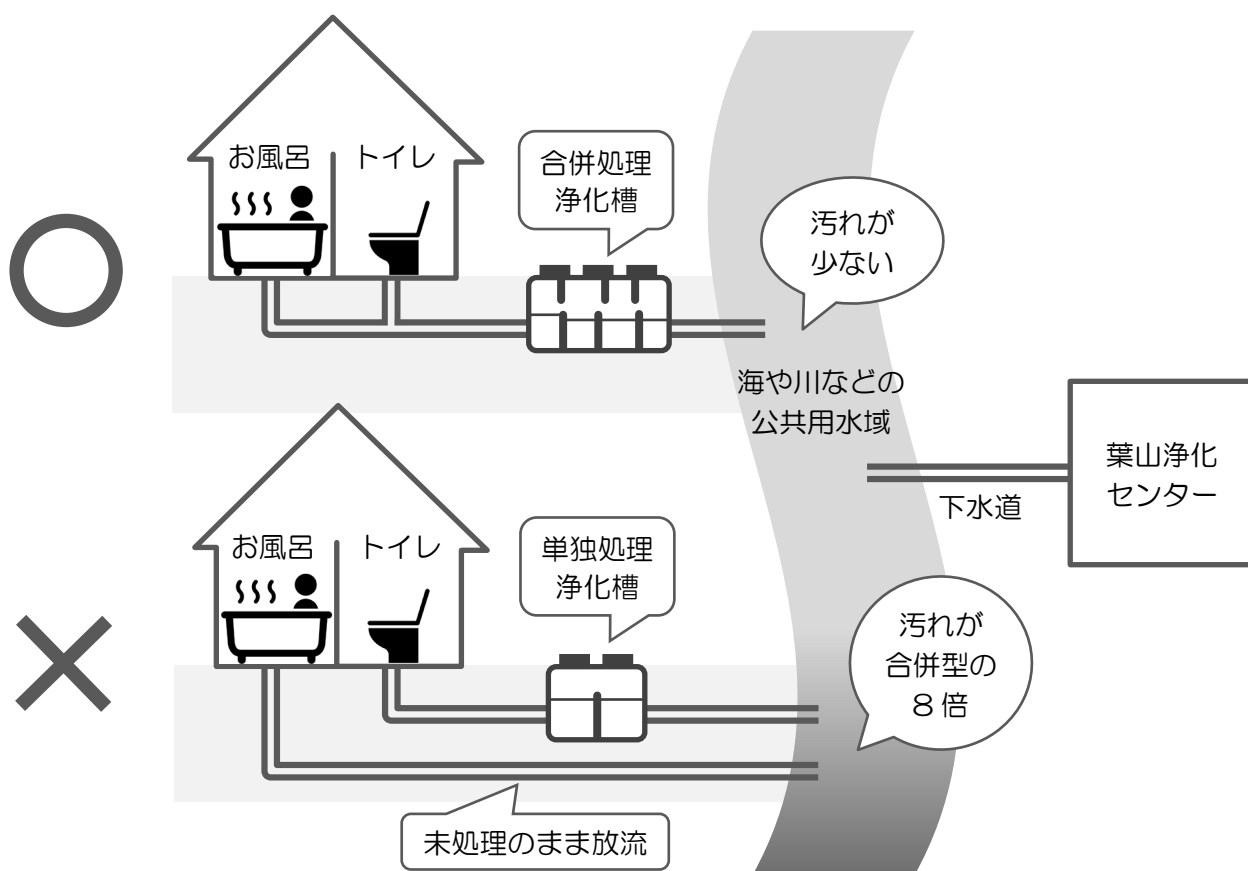 お風呂
トイレ
合併処理
浄化槽
汚れが
少ない
海や川などの
公共用水域
葉山浄化
センター
下水道
お風呂
トイレ
単独処理
浄化槽
汚れが
合併型の
８倍
未処理のまま放流